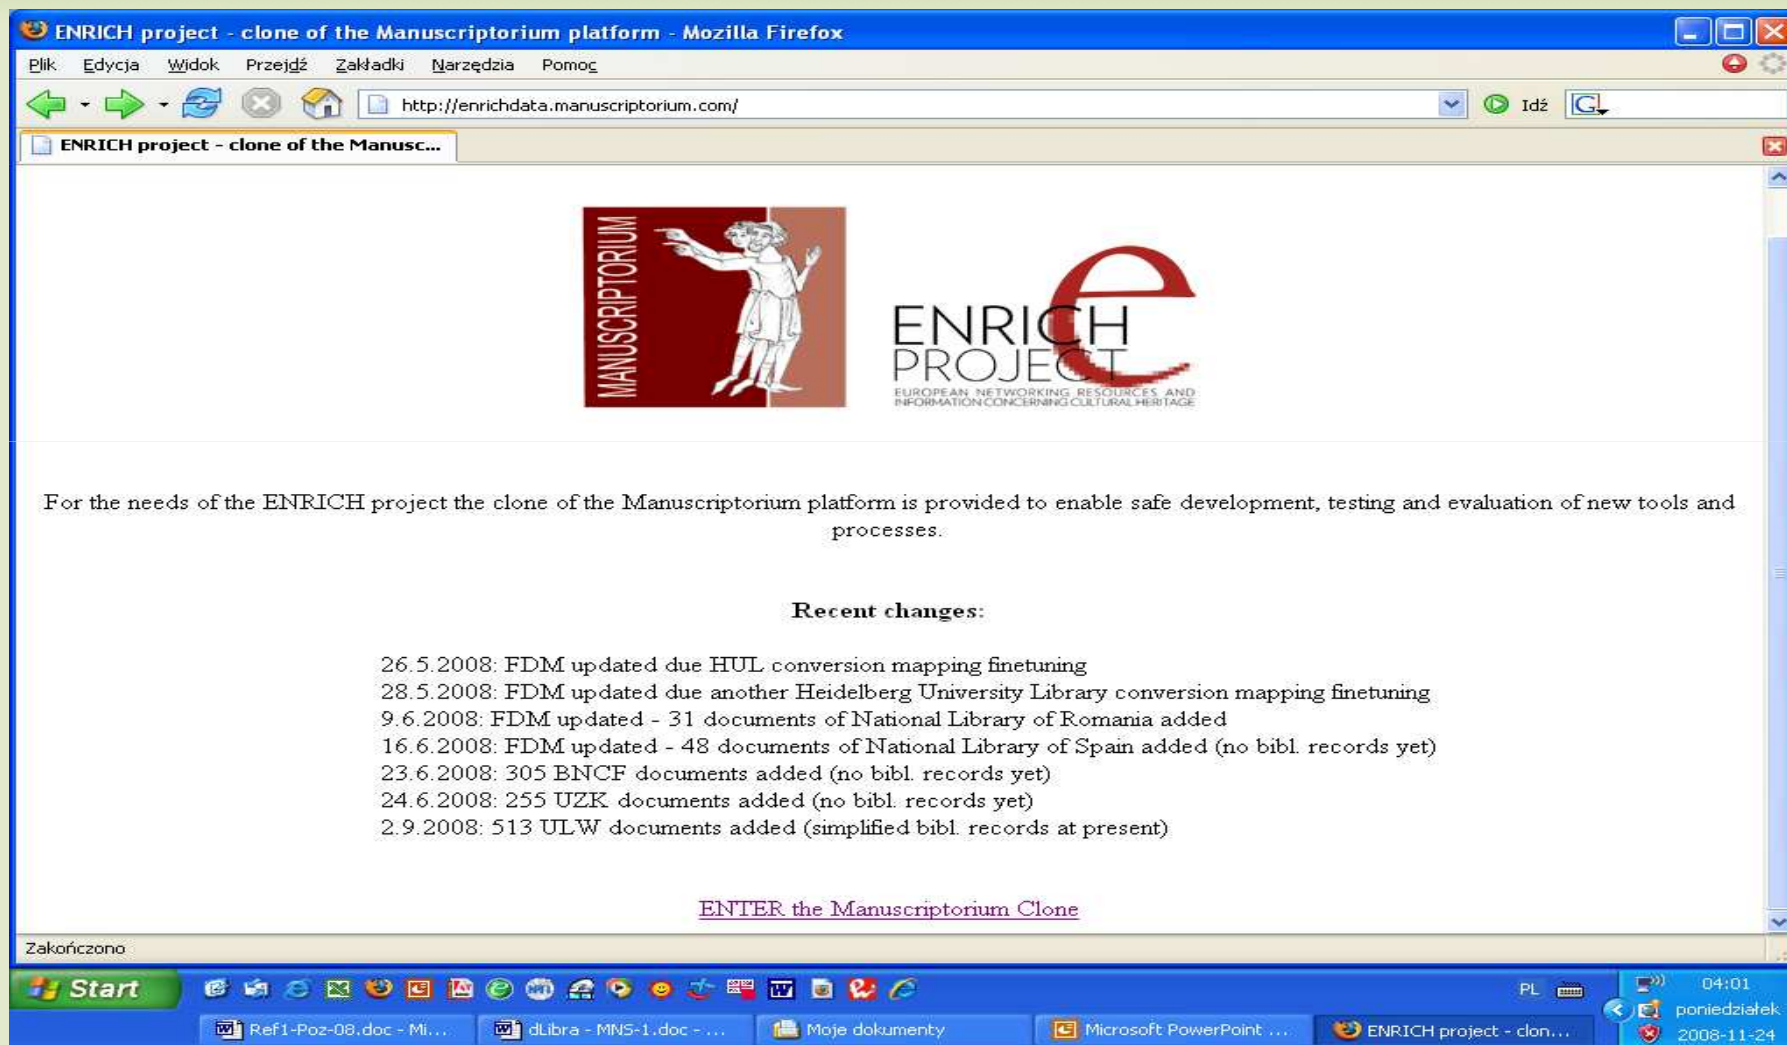 ENRICH project - clone of the Manuscriptorium platform - Mozilla Firefox
Plik Edycja Widok Przejdź Zakładki Narzędzia Pomoc
http://enrichdata.manuscriptorium.com/ Idź
ENRICH project - clone of the Manusc...
MANUSCRIPTORIUM
e
ENRICH
PROJECT
EUROPEAN NETWORKING RESOURCES AND
INFORMATION CONCERNING CULTURAL HERITAGE
For the needs of the ENRICH project the clone of the Manuscriptorium platform is provided to enable safe development, testing and evaluation of new tools and
processes.
Recent changes:
26.5.2008: FDM updated due HUL conversion mapping finetuning
28.5.2008: FDM updated due another Heidelberg University Library conversion mapping finetuning
9.6.2008: FDM updated - 31 documents of National Library of Romania added
16.6.2008: FDM updated - 48 documents of National Library of Spain added (no bibl. records yet)
23.6.2008: 305 BNCF documents added (no bibl. records yet)
24.6.2008: 255 UZK documents added (no bibl. records yet)
2.9.2008: 513 ULW documents added (simplified bibl. records at present)
ENTER the Manuscriptorium Clone
Zakończono
Start PL 04:01
poniedziałek
Ref1-Poz-08.doc - Mi... dLibra - MNS-1.doc - ... Moje dokumenty Microsoft PowerPoint ... ENRICH project - clon... 2008-11-24